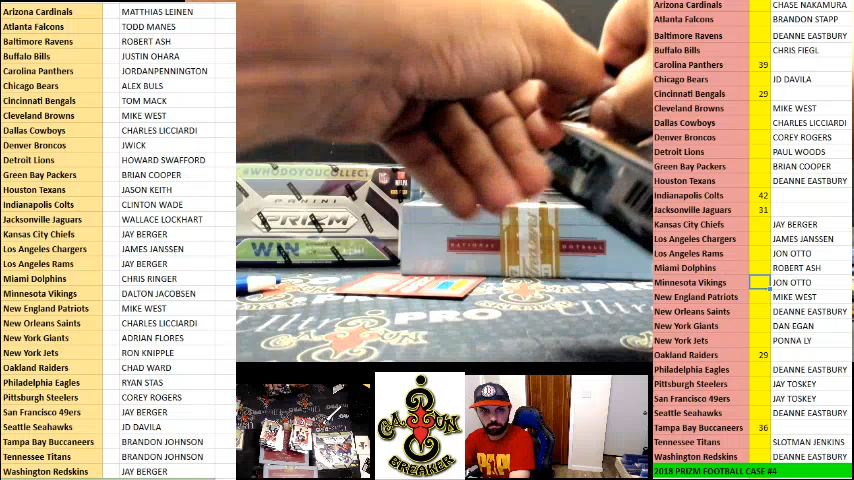 Arizona Cardinals MATTHIAS LEINEN
Atlanta Falcons TODD MANES
Baltimore Ravens ROBERT ASH
Buffalo Bills JUSTIN OHARA
Carolina Panthers JORDANPENNINGTON
Chicago Bears ALEX BULS
Cincinnati Bengals TOM MACK
Cleveland Browns MIKE WEST
Dallas Cowboys CHARLES LICCIARDI
Denver Broncos JWICK
Detroit Lions HOWARD SWAFFORD
Green Bay Packers BRIAN COOPER
Houston Texans JASON KEITH
Indianapolis Colts CLINTON WADE
Jacksonville Jaguars WALLACE LOCKHART
Kansas City Chiefs JAY BERGER
Los Angeles Chargers JAMES JANSSEN
Los Angeles Rams JAY BERGER
Miami Dolphins CHRIS RINGER
Minnesota Vikings DALTON JACOBSEN
New England Patriots MIKE WEST
New Orleans Saints CHARLES LICCIARDI
New York Giants ADRIAN FLORES
New York Jets RON KNIPPLE
Oakland Raiders CHAD WARD
Philadelphia Eagles RYAN STAS
Pittsburgh Steelers COREY ROGERS
San Francisco 49ers JAY BERGER
Seattle Seahawks JD DAVILA
Tampa Bay Buccaneers BRANDON JOHNSON
Tennessee Titans BRANDON JOHNSON
Washington Redskins JAY BERGER
#WHODOYOUCOLLECT
NFL
PRIZM
WIN
NATIONAL
FOOTBALL
PRO
CAJUN
BREAKER
Arizona Cardinals CHASE NAKAMURA
Atlanta Falcons BRANDON STAPP
Baltimore Ravens DEANNE EASTBURY
Buffalo Bills CHRIS FIEGL
Carolina Panthers 39
Chicago Bears JD DAVILA
Cincinnati Bengals 29
Cleveland Browns MIKE WEST
Dallas Cowboys CHARLES LICCIARDI
Denver Broncos COREY ROGERS
Detroit Lions PAUL WOODS
Green Bay Packers BRIAN COOPER
Houston Texans DEANNE EASTBURY
Indianapolis Colts 42
Jacksonville Jaguars 31
Kansas City Chiefs JAY BERGER
Los Angeles Chargers JAMES JANSSEN
Los Angeles Rams JON OTTO
Miami Dolphins ROBERT ASH
Minnesota Vikings JON OTTO
New England Patriots MIKE WEST
New Orleans Saints DEANNE EASTBURY
New York Giants DAN EGAN
New York Jets PONNA LY
Oakland Raiders 29
Philadelphia Eagles DEANNE EASTBURY
Pittsburgh Steelers JAY TOSKEY
San Francisco 49ers JAY TOSKEY
Seattle Seahawks DEANNE EASTBURY
Tampa Bay Buccaneers 36
Tennessee Titans SLOTMAN JENKINS
Washington Redskins DEANNE EASTBURY
2018 PRIZM FOOTBALL CASE #4